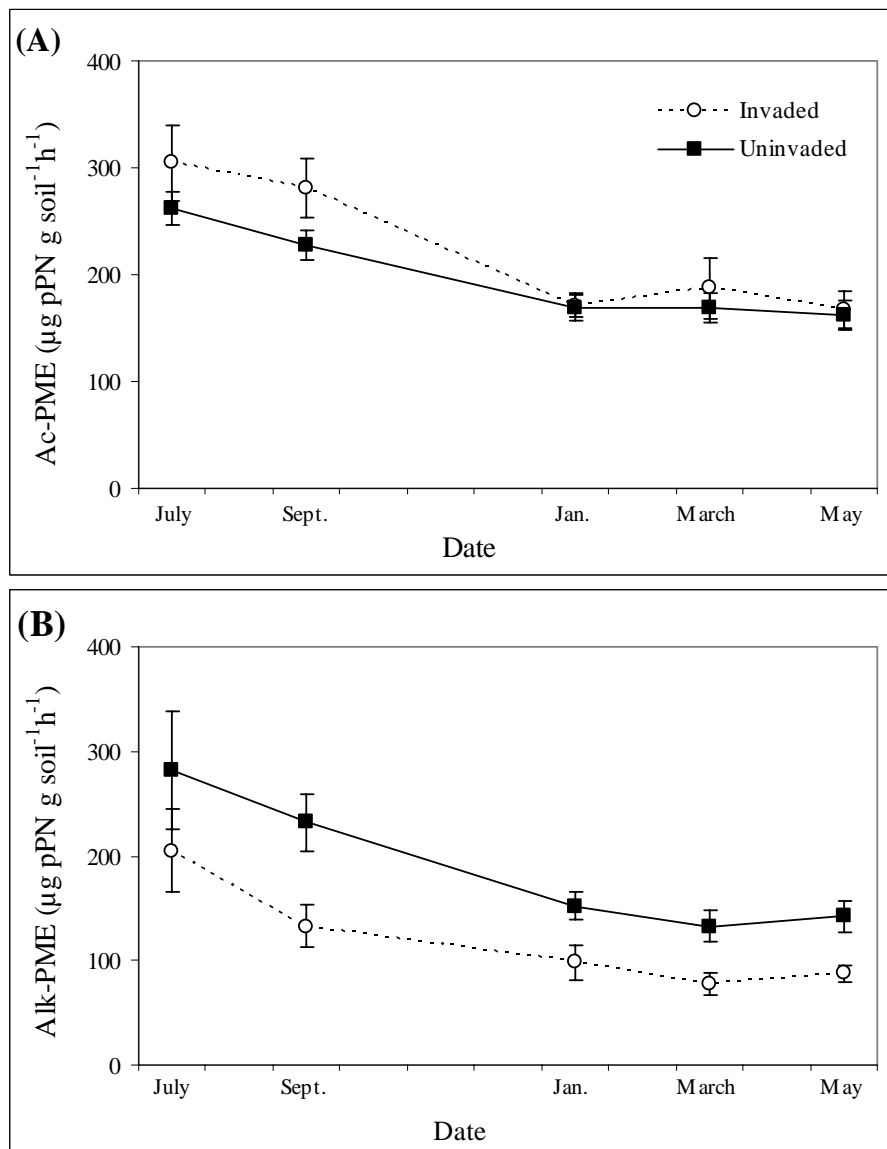 (A)
Ac-PME (µg pPN g soil⁻¹h⁻¹)
400
300
200
100
0
Invaded
Uninvaded
July Sept. Jan. March May
Date
(B)
Alk-PME (µg pPN g soil⁻¹h⁻¹)
400
300
200
100
0
July Sept. Jan. March May
Date